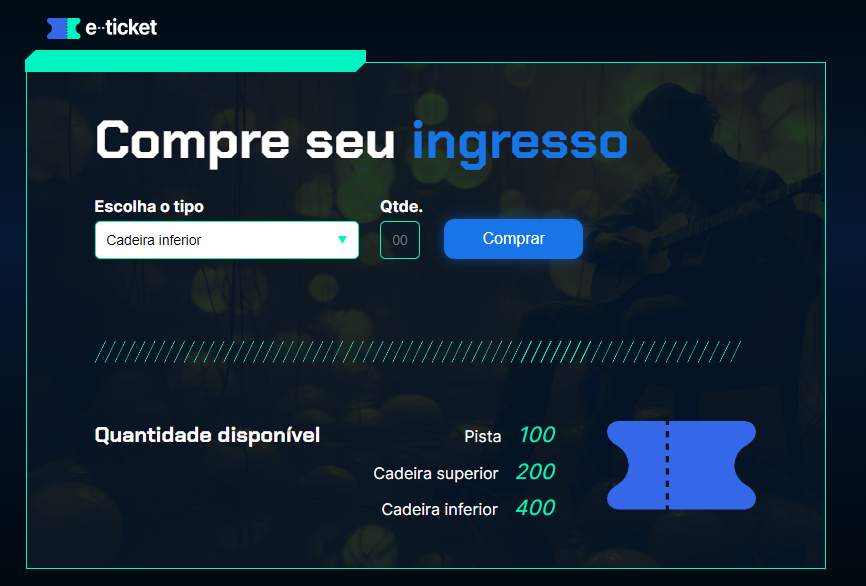 e··ticket
Compre seu ingresso
Escolha o tipo
Qtde.
Cadeira inferior
00
Comprar
Quantidade disponível
Pista 100
Cadeira superior 200
Cadeira inferior 400